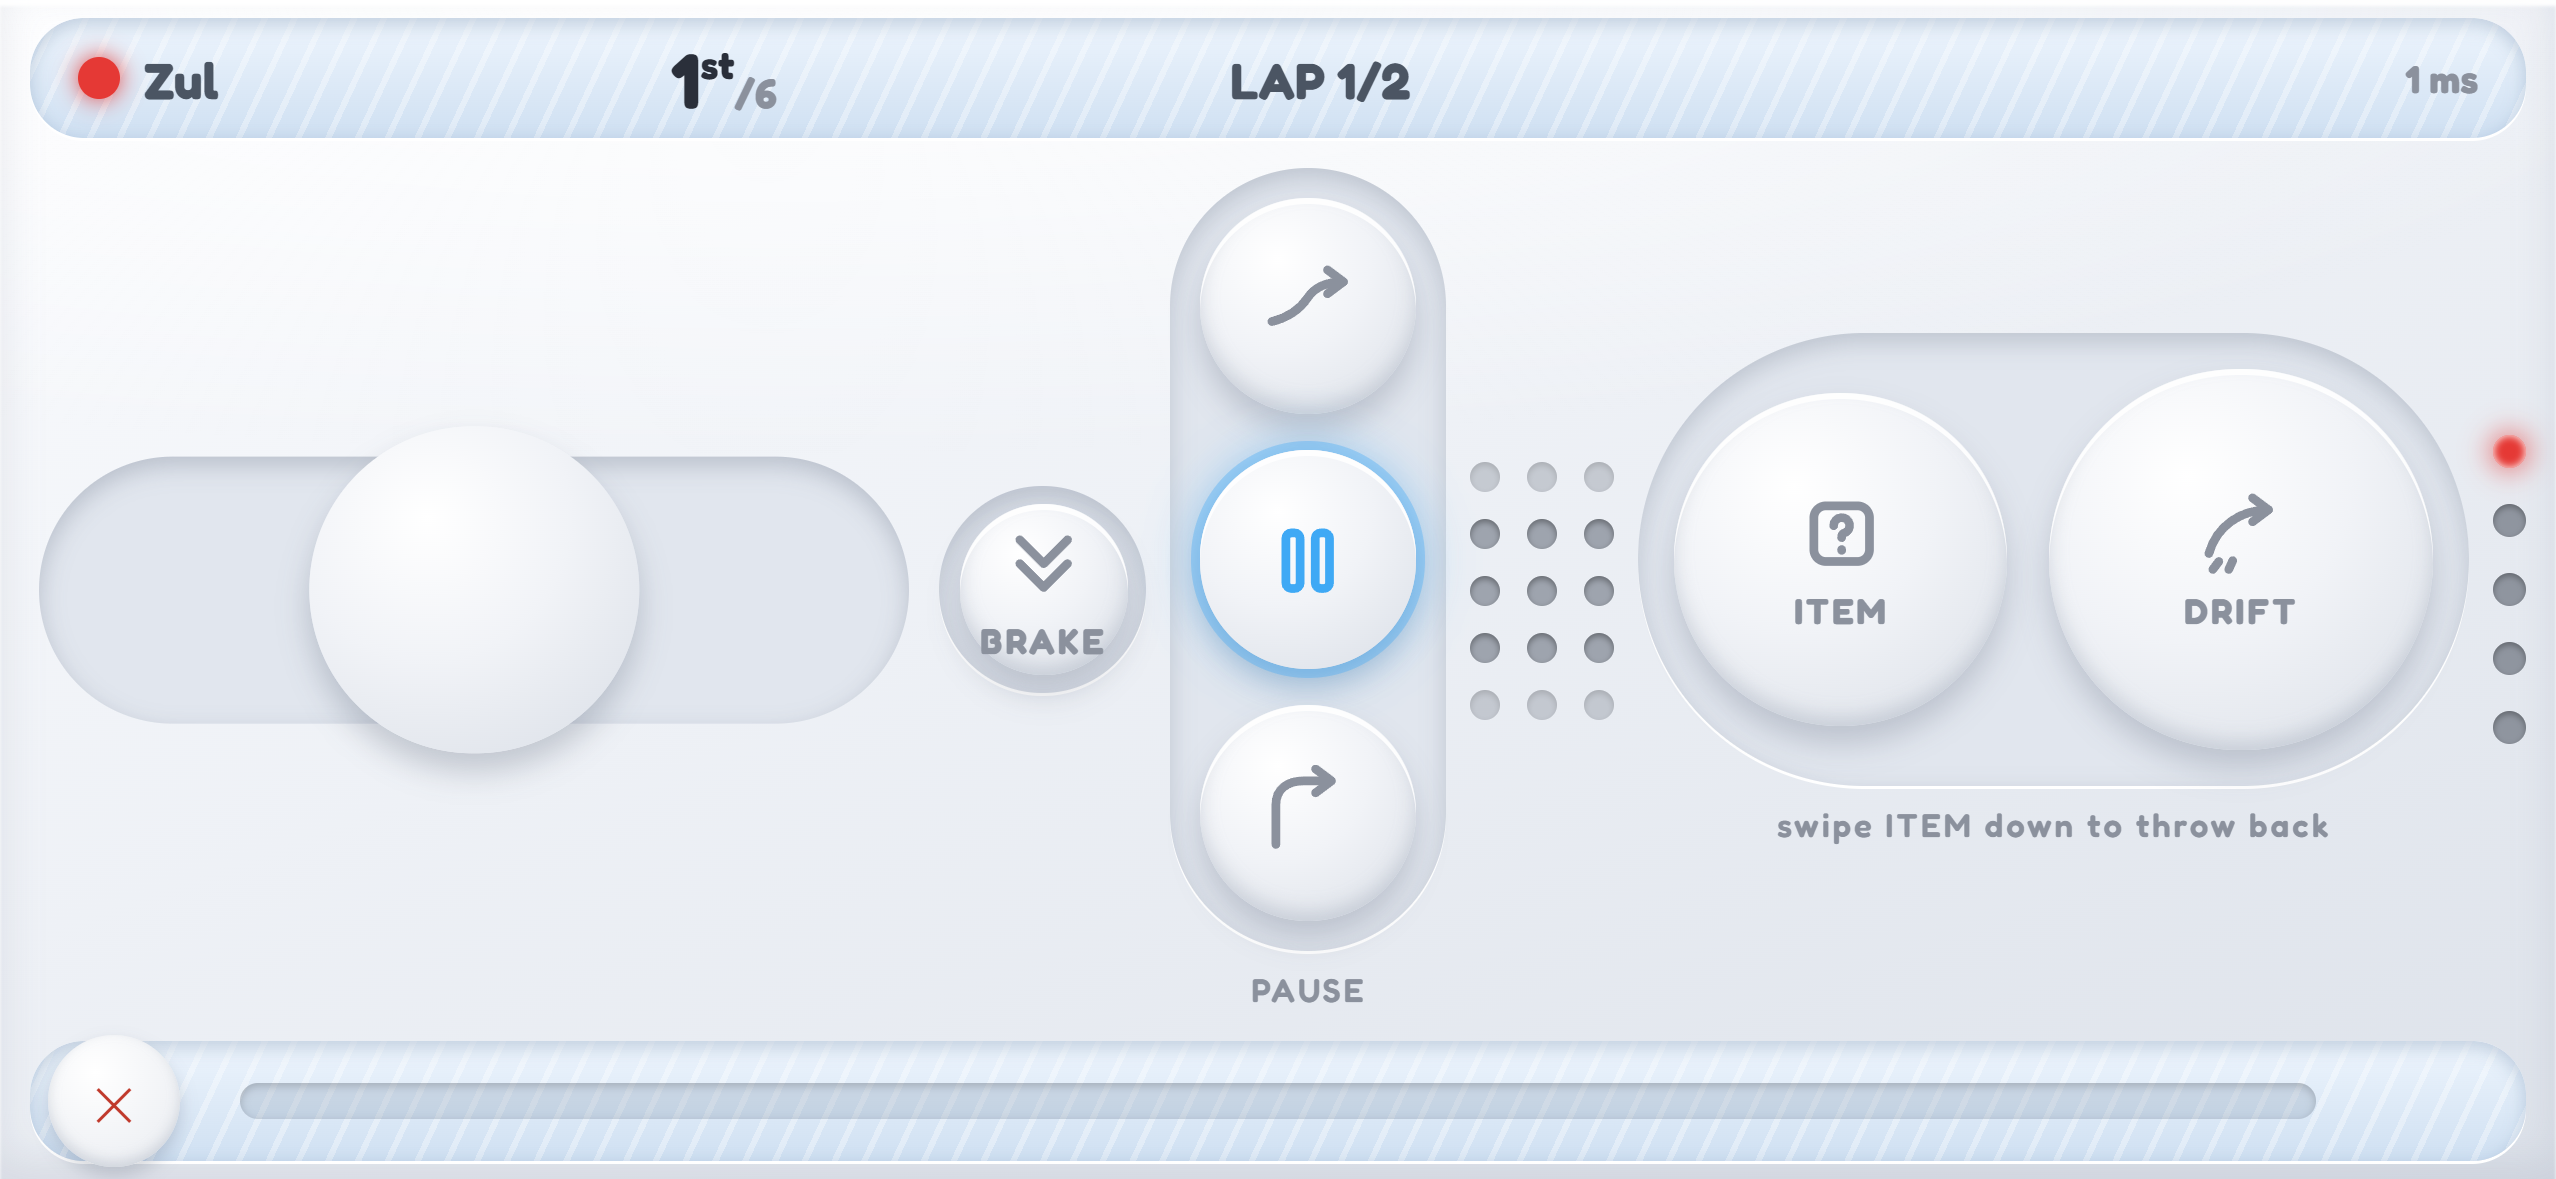 Zul
1st/6
LAP 1/2
1 ms
BRAKE
?
ITEM
DRIFT
swipe ITEM down to throw back
PAUSE